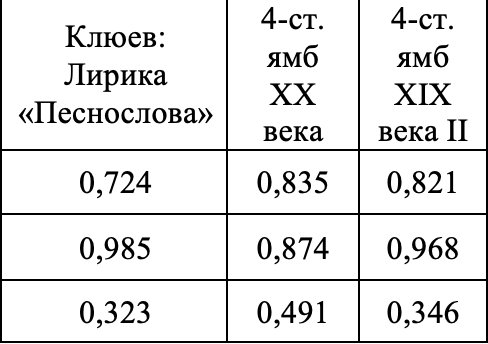 Клюев:
Лирика
«Песнослова»
4-ст.
ямб
XX
века
4-ст.
ямб
XIX
века II
0,724 0,835 0,821
0,985 0,874 0,968
0,323 0,491 0,346